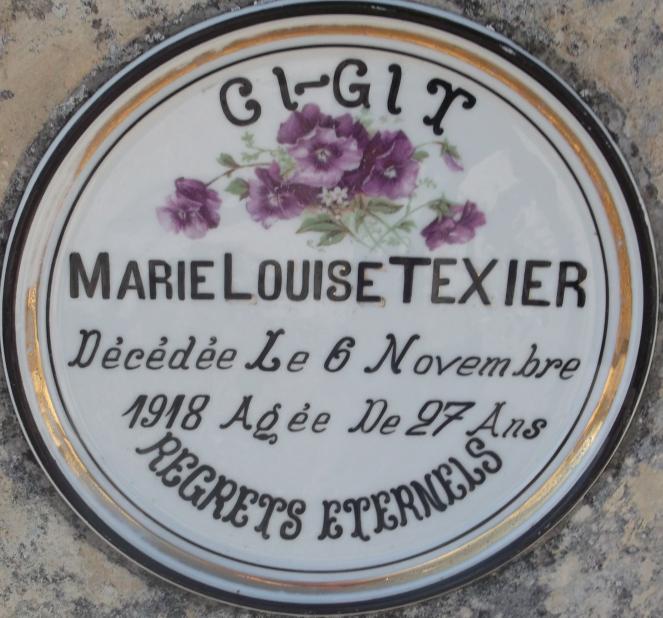 CI-GIT
MARIE LOUISE TEXIER
Décédée Le 6 Novembre
1918 Agée De 27 Ans
REGRETS ETERNELS